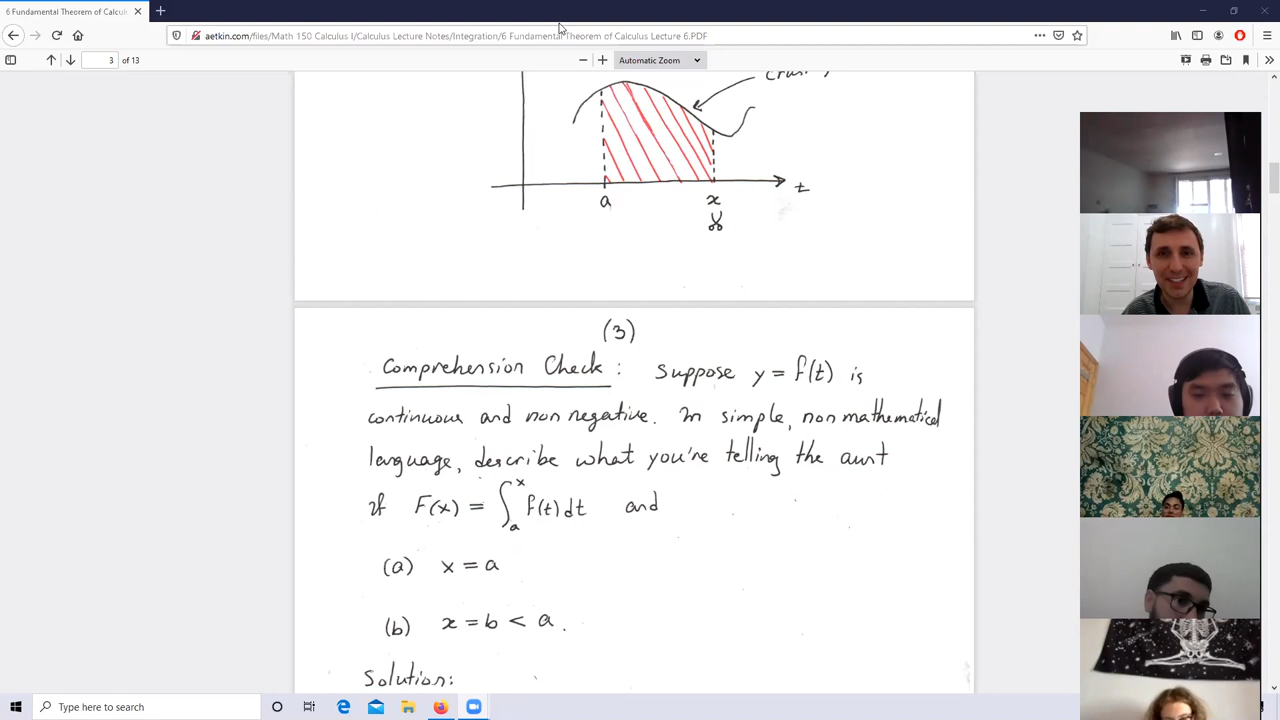 6 Fundamental Theorem of Calcul
aetkin.com/files/Math 150 Calculus I/Calculus Lecture Notes/Integration/6 Fundamental Theorem of Calculus Lecture 6.PDF
3 of 13
Automatic Zoom
t
a
x
(3)
Comprehension Check: Suppose y = f(t) is
continuous and non negative. In simple, non mathematical
language, describe what you're telling the aunt
if F(x) = ∫ₐˣ f(t) dt and
(a) x = a
(b) x = b < a.
Solution:
Type here to search